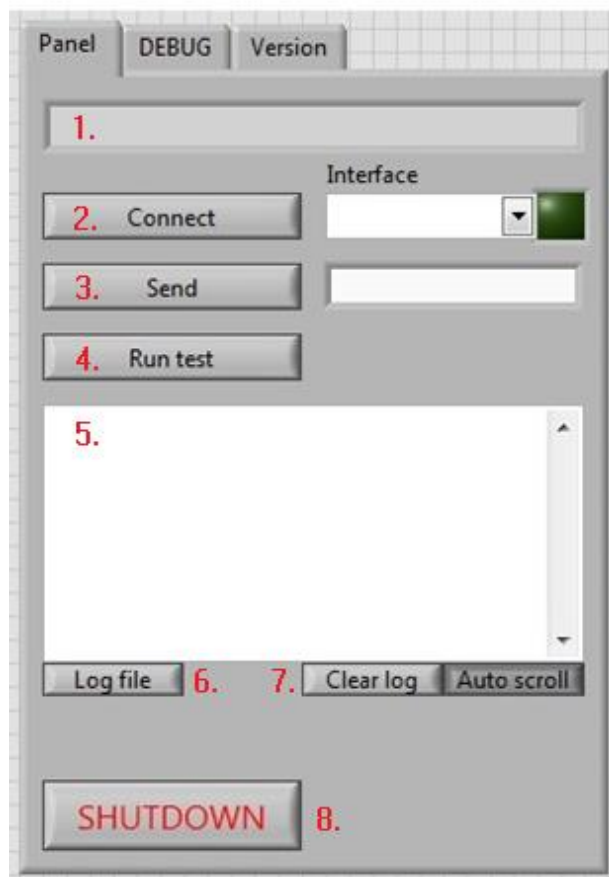 Panel DEBUG Version
1.
Interface
2. Connect
3. Send
4. Run test
5.
Log file 6. 7. Clear log Auto scroll
SHUTDOWN 8.